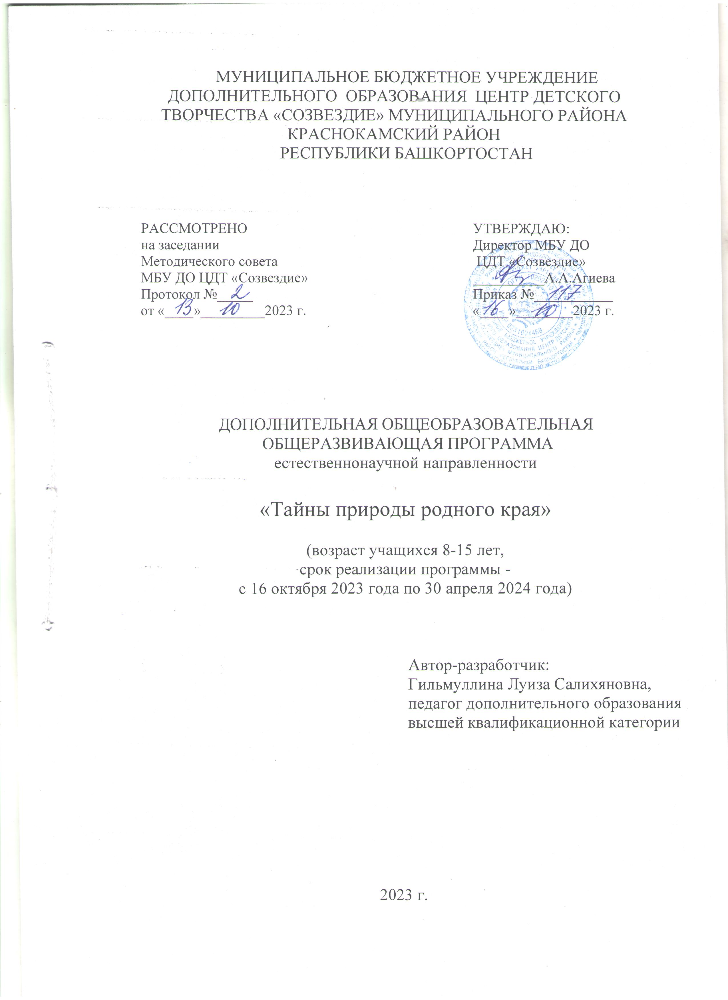 МУНИЦИПАЛЬНОЕ БЮДЖЕТНОЕ УЧРЕЖДЕНИЕ
ДОПОЛНИТЕЛЬНОГО ОБРАЗОВАНИЯ ЦЕНТР ДЕТСКОГО
ТВОРЧЕСТВА «СОЗВЕЗДИЕ» МУНИЦИПАЛЬНОГО РАЙОНА
КРАСНОКАМСКИЙ РАЙОН
РЕСПУБЛИКИ БАШКОРТОСТАН
РАССМОТРЕНО
на заседании
Методического совета
МБУ ДО ЦДТ «Созвездие»
Протокол № 2
от «13» 10 2023 г.
УТВЕРЖДАЮ:
Директор МБУ ДО
ЦДТ «Созвездие»
А.А.Агиева
Приказ № 117
«16» 10 2023 г.
0231004468
ДОПОЛНИТЕЛЬНАЯ ОБЩЕОБРАЗОВАТЕЛЬНАЯ
ОБЩЕРАЗВИВАЮЩАЯ ПРОГРАММА
естественнонаучной направленности
«Тайны природы родного края»
(возраст учащихся 8-15 лет,
срок реализации программы -
с 16 октября 2023 года по 30 апреля 2024 года)
Автор-разработчик:
Гильмуллина Луиза Салихяновна,
педагог дополнительного образования
высшей квалификационной категории
2023 г.